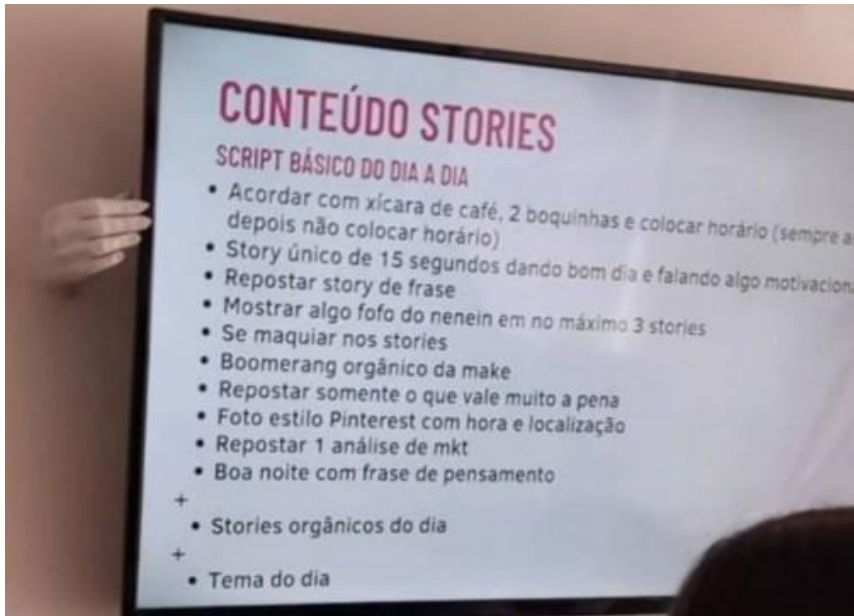 CONTEÚDO STORIES
SCRIPT BÁSICO DO DIA A DIA
• Acordar com xícara de café, 2 boquinhas e colocar horário (sempre
depois não colocar horário)
• Story único de 15 segundos dando bom dia e falando algo
• Repostar story de frase
• Mostrar algo fofo do nenein em no máximo 3 stories
• Se maquiar nos stories
• Boomerang orgânico da make
• Repostar somente o que vale muito a pena
• Foto estilo Pinterest com hora e localização
• Repostar 1 análise de mkt
• Boa noite com frase de pensamento
+
• Stories orgânicos do dia
+
• Tema do dia